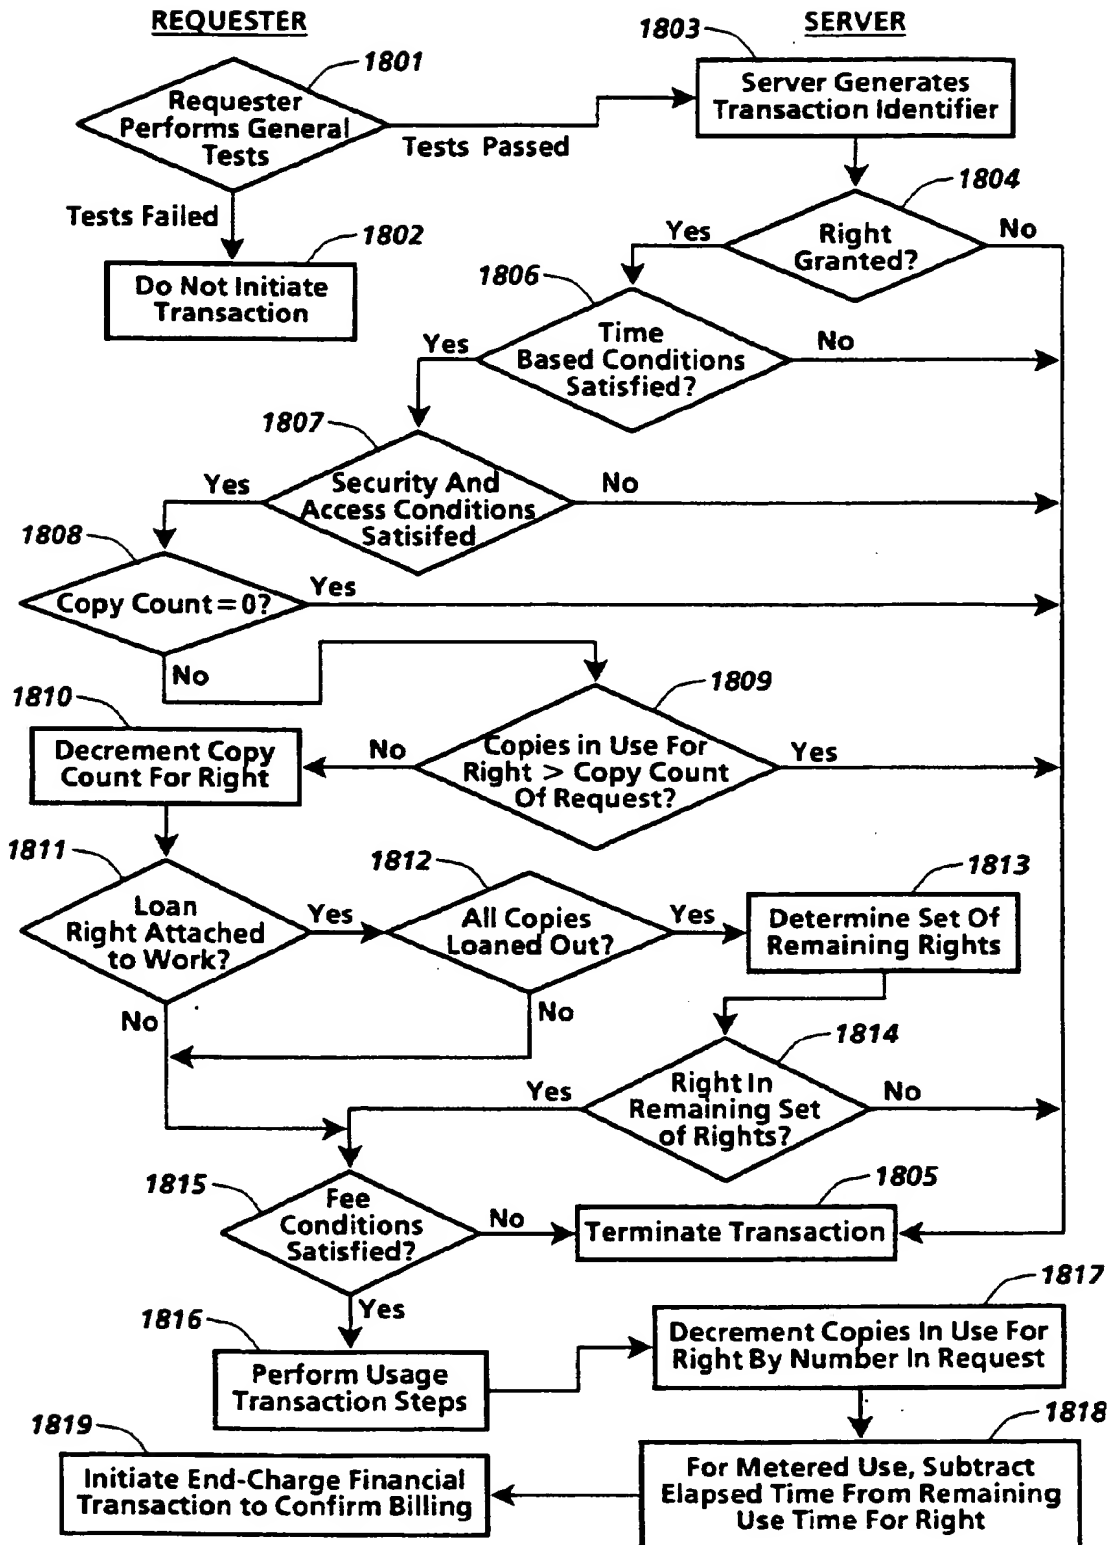 REQUESTER
SERVER
1801
1803
Requester
Performs General
Tests
Server Generates
Transaction Identifier
Tests Passed
Tests Failed
1802
Do Not Initiate
Transaction
1804
Right
Granted?
Yes
No
1806
Time
Based Conditions
Satisfied?
Yes
No
1807
Security And
Access Conditions
Satisifed
Yes
No
1808
Copy Count=0?
Yes
No
1809
Copies in Use For
Right > Copy Count
Of Request?
No
Yes
1810
Decrement Copy
Count For Right
1811
Loan
Right Attached
to Work?
Yes
No
1812
All Copies
Loaned Out?
Yes
No
1813
Determine Set Of
Remaining Rights
1814
Right In
Remaining Set
of Rights?
Yes
No
1815
Fee
Conditions
Satisfied?
No
Yes
1805
Terminate Transaction
1816
Perform Usage
Transaction Steps
1817
Decrement Copies In Use For
Right By Number In Request
1818
For Metered Use, Subtract
Elapsed Time From Remaining
Use Time For Right
1819
Initiate End-Charge Financial
Transaction to Confirm Billing